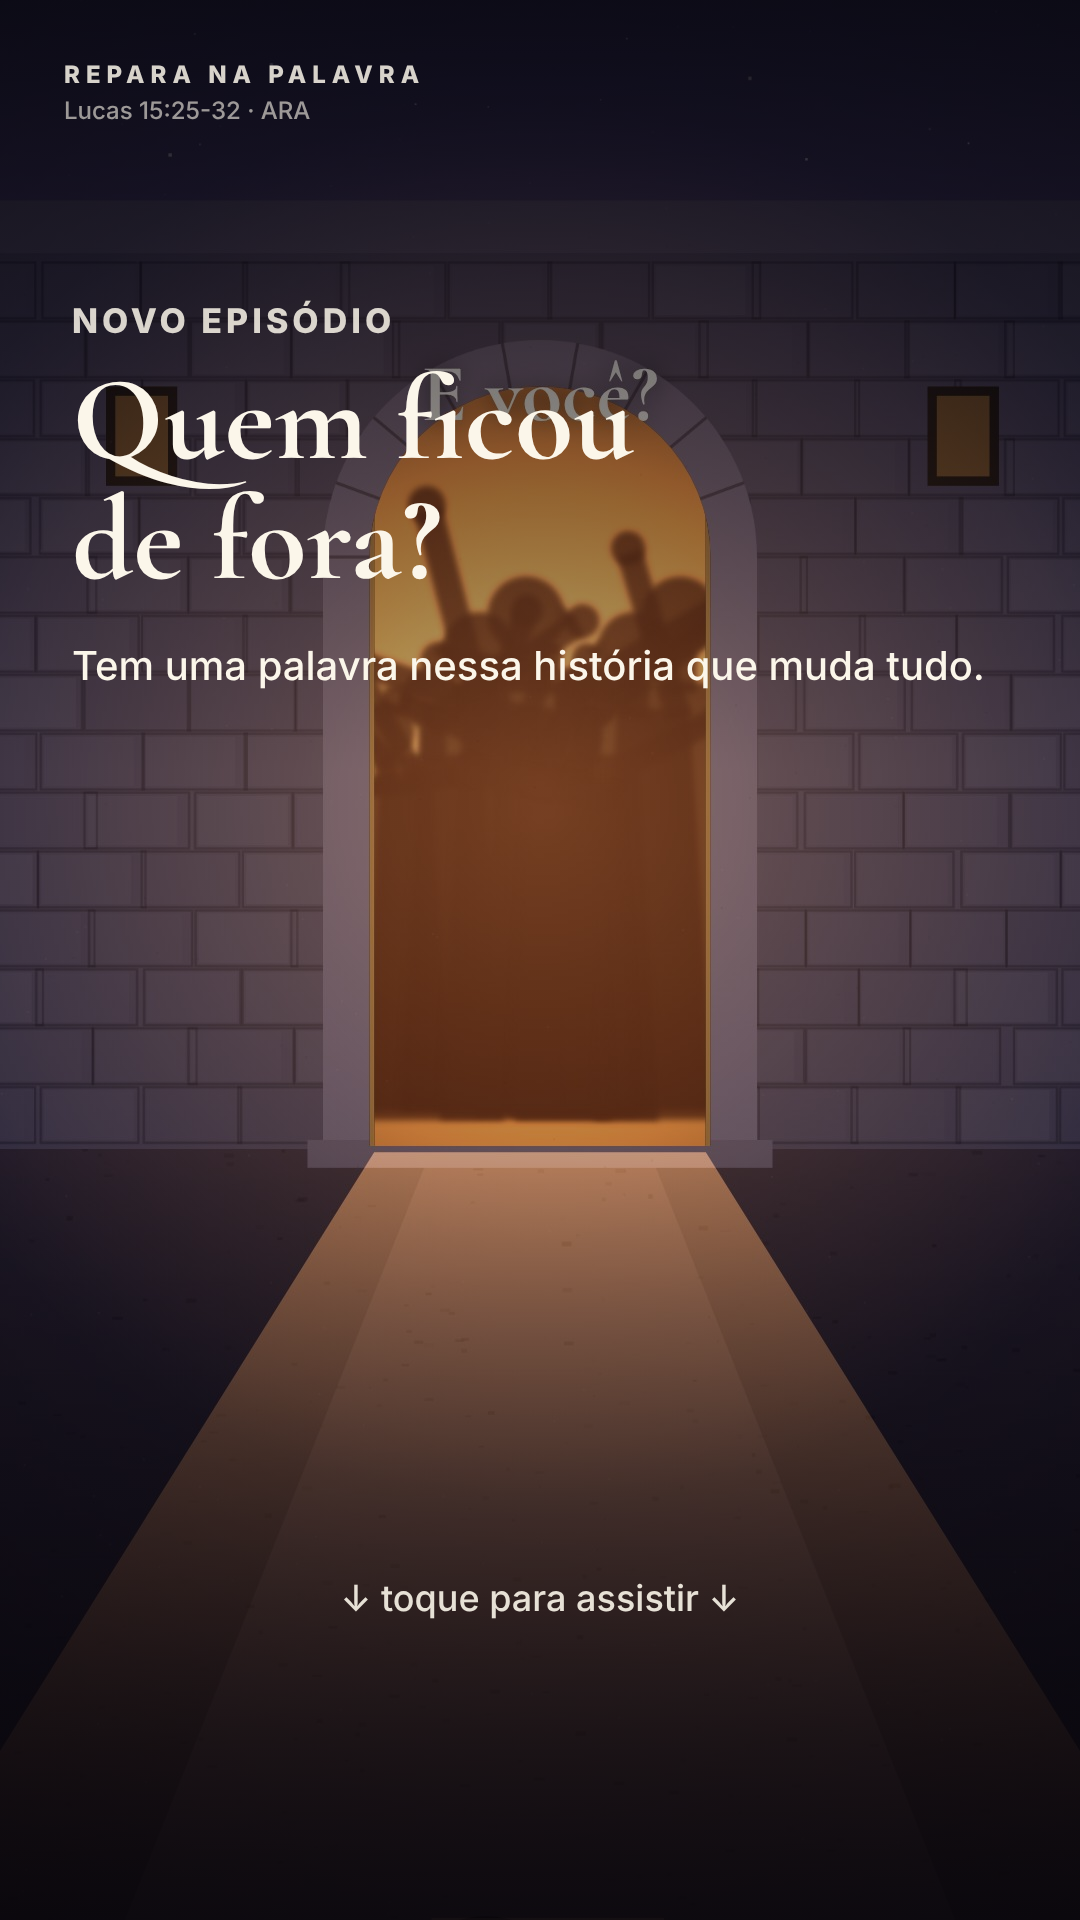 REPARA NA PALAVRA
Lucas 15:25-32 · ARA
NOVO EPISÓDIO
E você?
Quem ficou
de fora?
Tem uma palavra nessa história que muda tudo.
↓ toque para assistir ↓